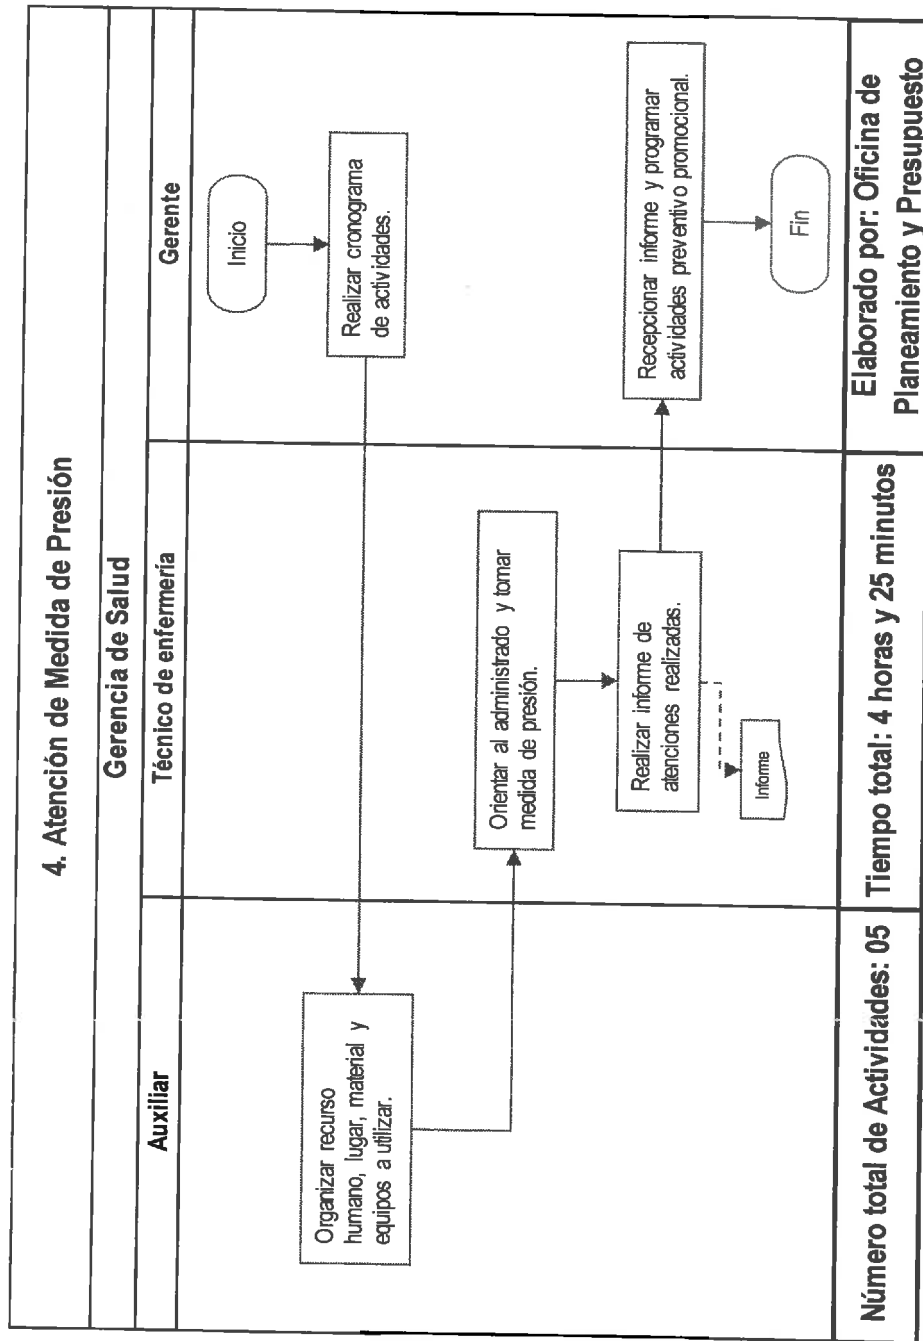 4. Atención de Medida de Presión
Gerencia de Salud
Auxiliar
Técnico de enfermería
Gerente
Inicio
Realizar cronograma
de actividades.
Organizar recurso
humano, lugar, material y
equipos a utilizar.
Orientar al administrado y tomar
medida de presión.
Realizar informe de
atenciones realizadas.
Informe
Recepcionar informe y programar
actividades preventivo promocional.
Fin
Número total de Actividades: 05
Tiempo total: 4 horas y 25 minutos
Elaborado por: Oficina de
Planeamiento y Presupuesto